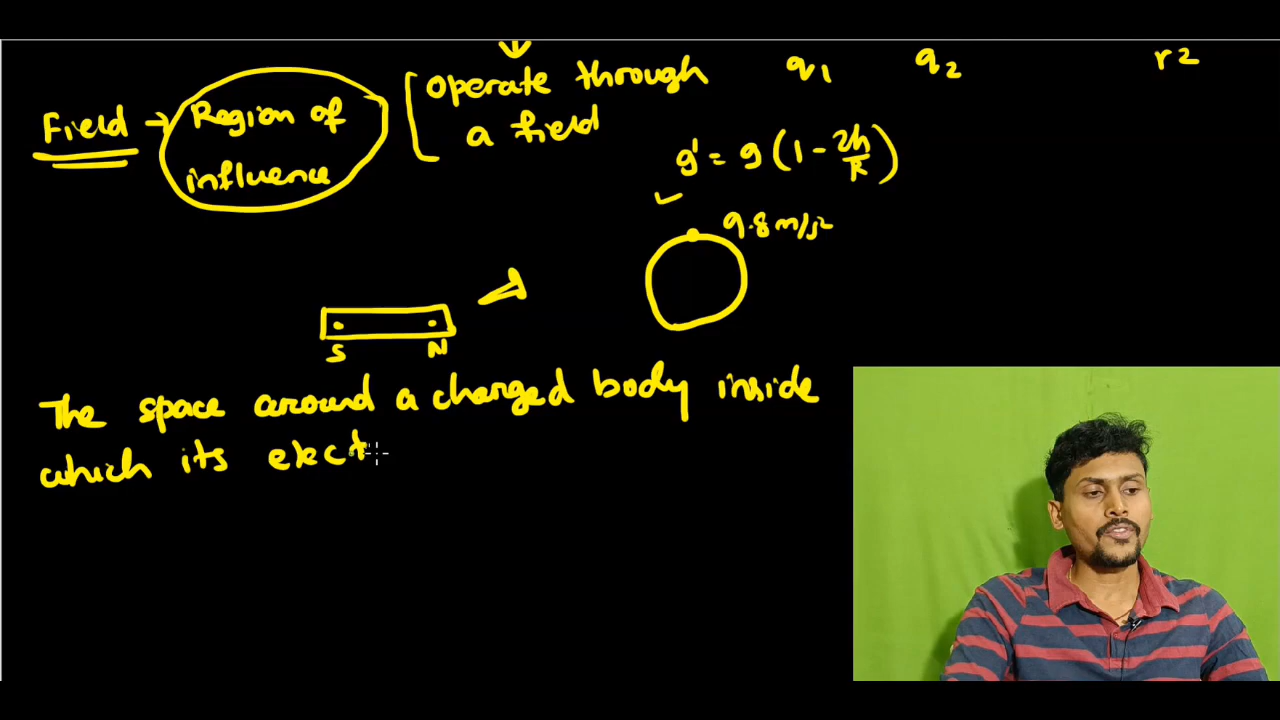 Operate through
q1 q2 r2
Field → Region of
a field
influence
g' = g (1 - 2h/R)
9.8 m/s²
S N
The space around a charged body inside
which its elect